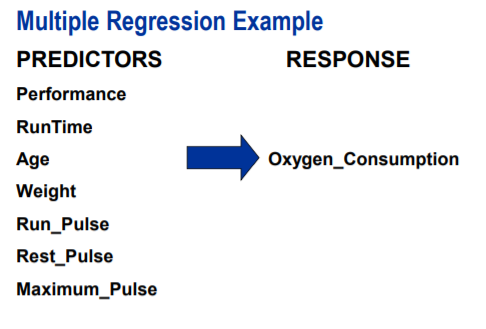 Multiple Regression Example
PREDICTORS RESPONSE
Performance
RunTime
Age Oxygen_Consumption
Weight
Run_Pulse
Rest_Pulse
Maximum_Pulse